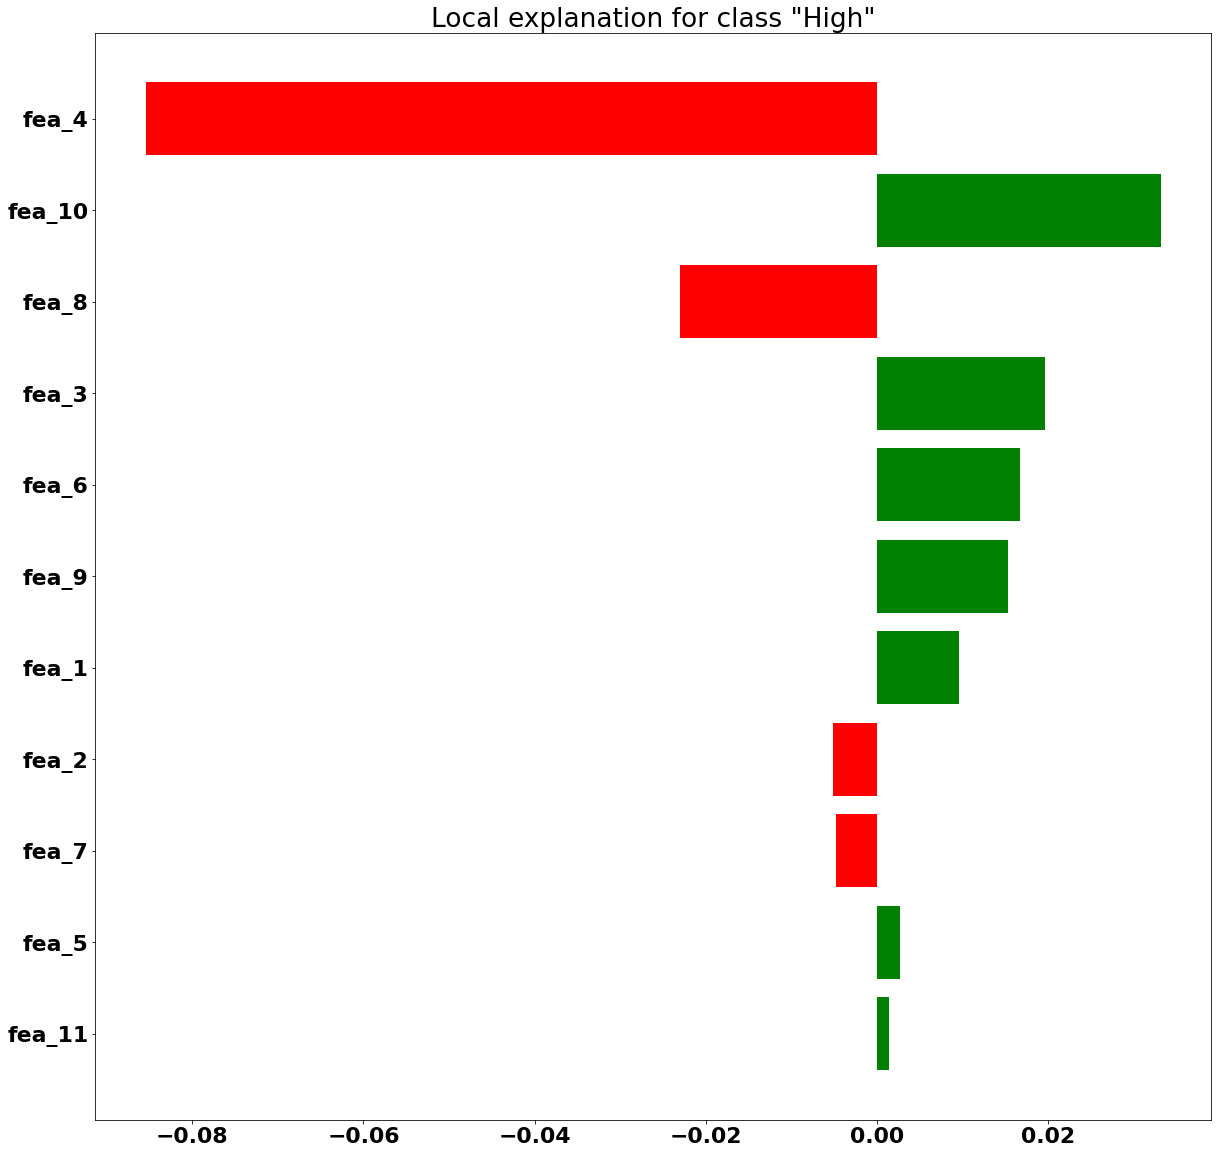 Local explanation for class "High"
fea_4
fea_10
fea_8
fea_3
fea_6
fea_9
fea_1
fea_2
fea_7
fea_5
fea_11
−0.08 −0.06 −0.04 −0.02 0.00 0.02